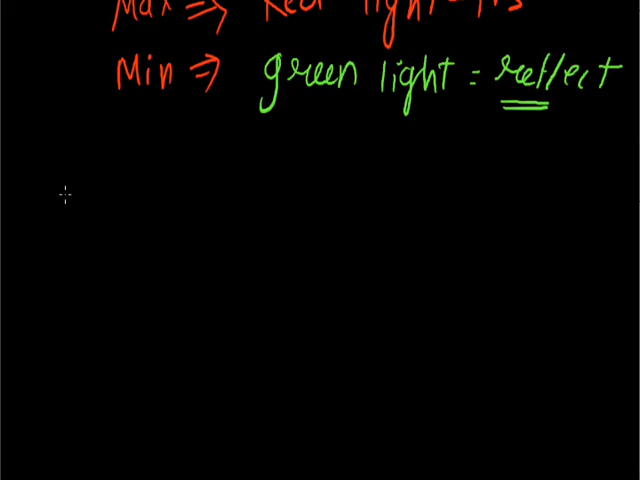 Max ⇒ Red light -
Min ⇒ green light = reflect